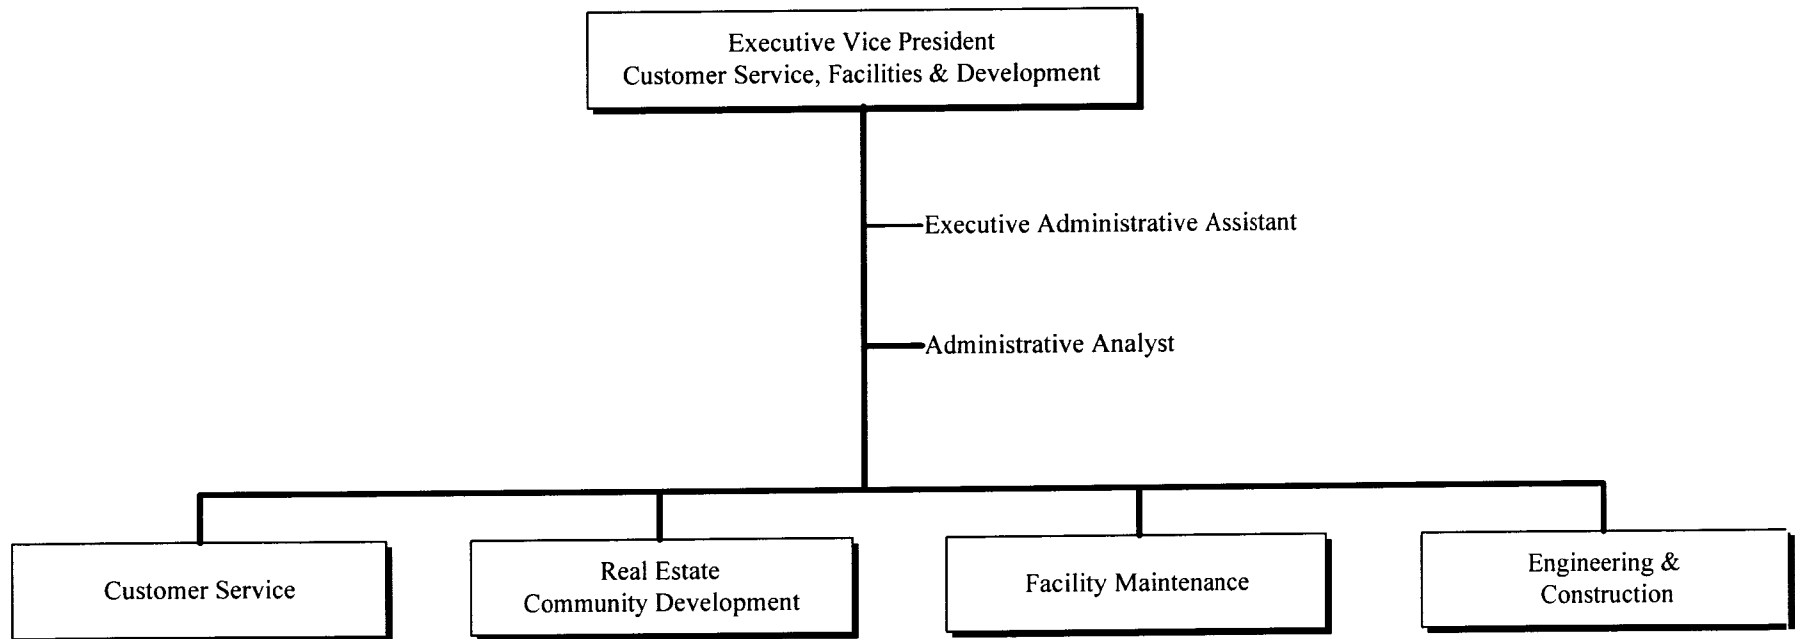 Executive Vice President
Customer Service, Facilities & Development
Executive Administrative Assistant
Administrative Analyst
Customer Service
Real Estate
Community Development
Facility Maintenance
Engineering &
Construction